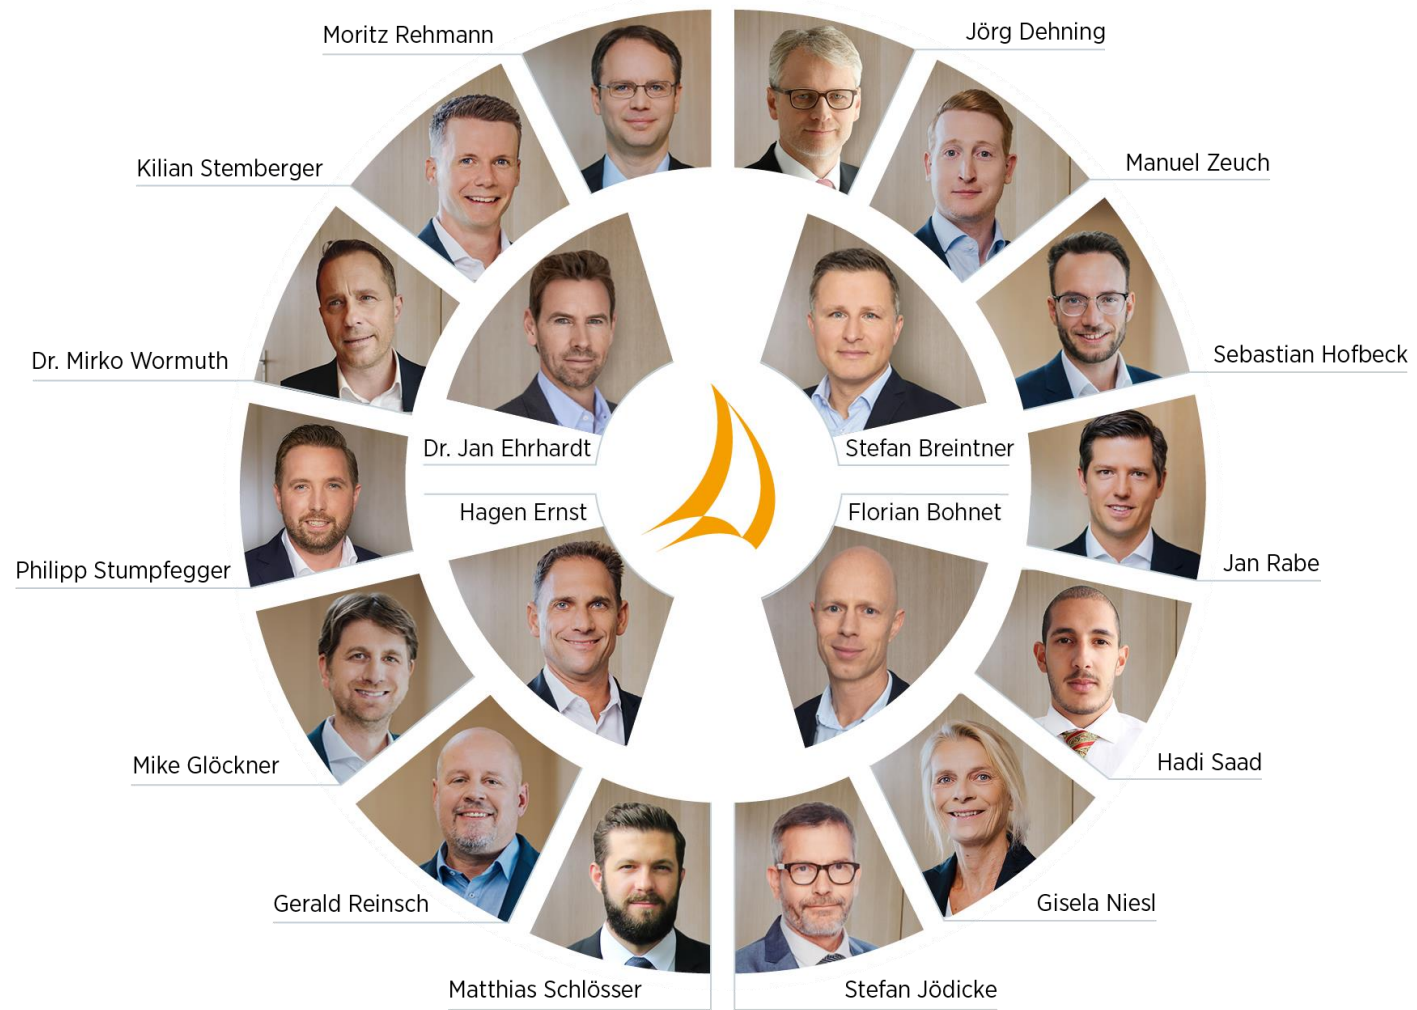 Moritz Rehmann
Jörg Dehning
Kilian Stemberger
Manuel Zeuch
Dr. Mirko Wormuth
Sebastian Hofbeck
Dr. Jan Ehrhardt
Stefan Breintner
Hagen Ernst
Florian Bohnet
Philipp Stumpfegger
Jan Rabe
Mike Glöckner
Hadi Saad
Gerald Reinsch
Gisela Niesl
Matthias Schlösser
Stefan Jödicke